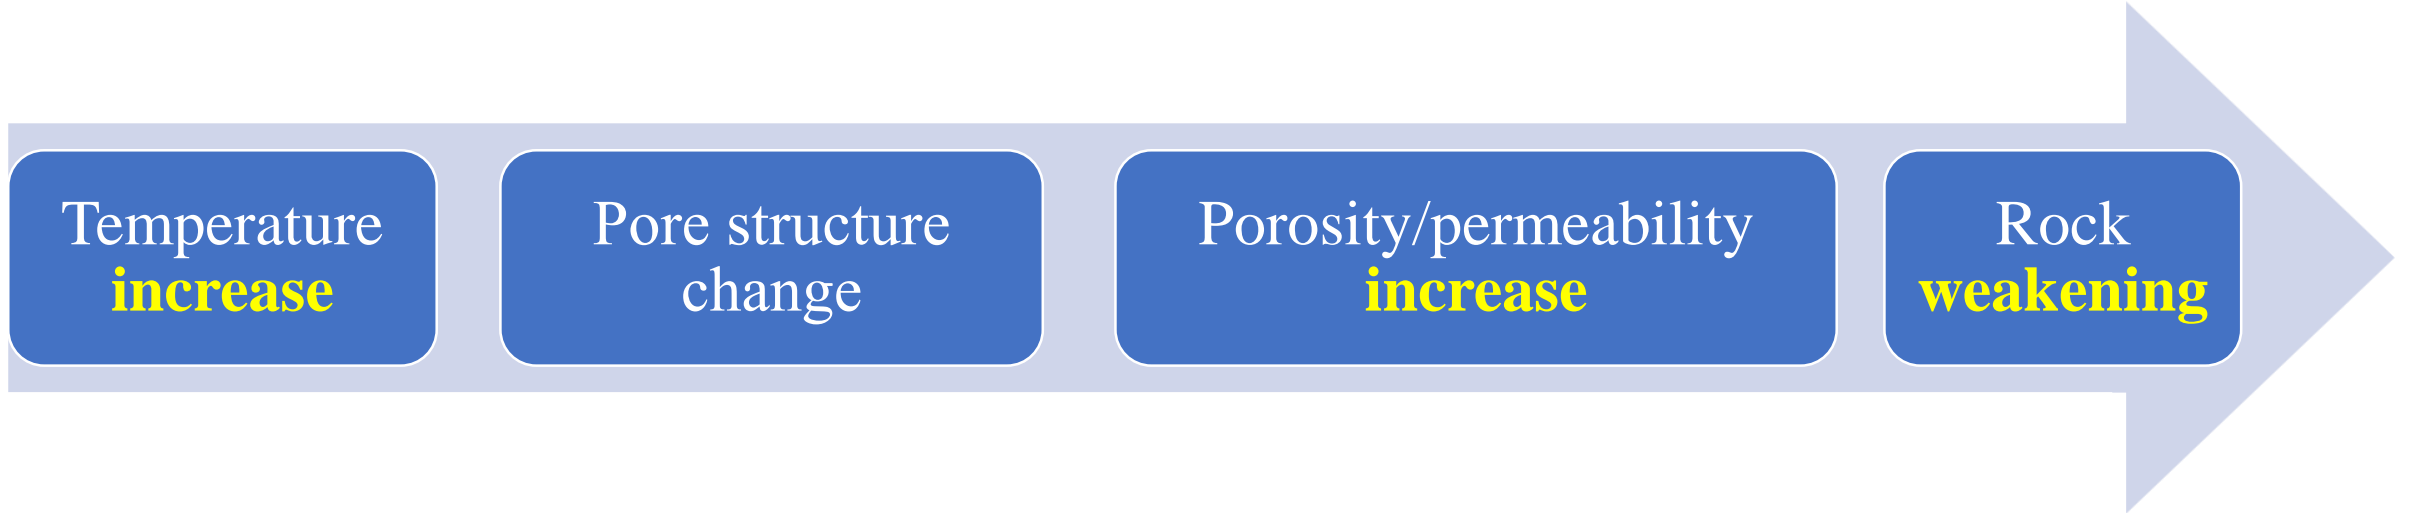 Temperature
increase
Pore structure
change
Porosity/permeability
increase
Rock
weakening